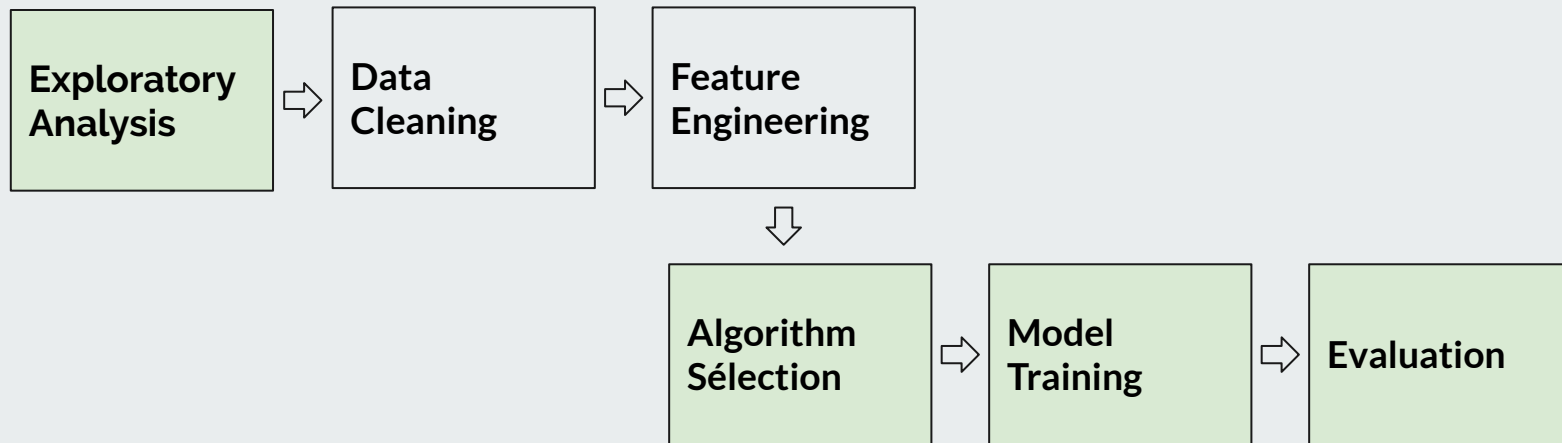 Exploratory
Analysis
Data
Cleaning
Feature
Engineering
Algorithm
Sélection
Model
Training
Evaluation